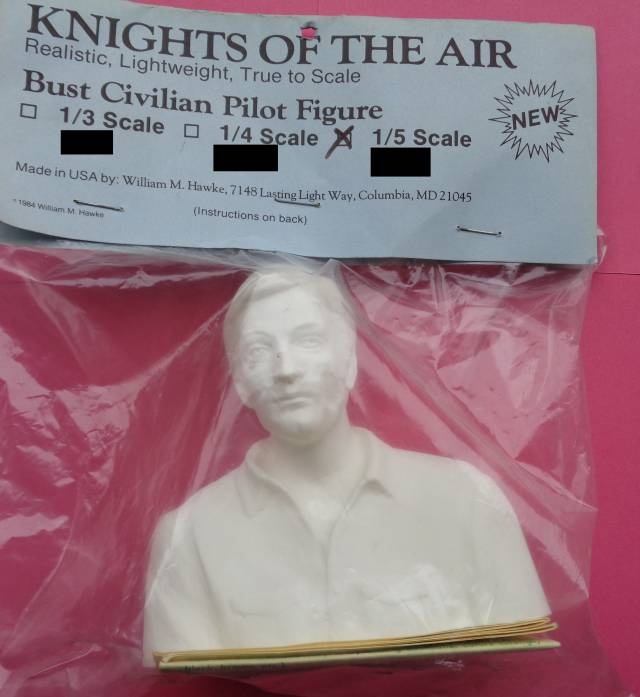 KNIGHTS OF THE AIR
Realistic, Lightweight, True to Scale
Bust Civilian Pilot Figure
1/3 Scale 1/4 Scale 1/5 Scale
NEW
Made in USA by: William M. Hawke, 7148 Lasting Light Way, Columbia, MD 21045
©1984 William M. Hawke
(Instructions on back)